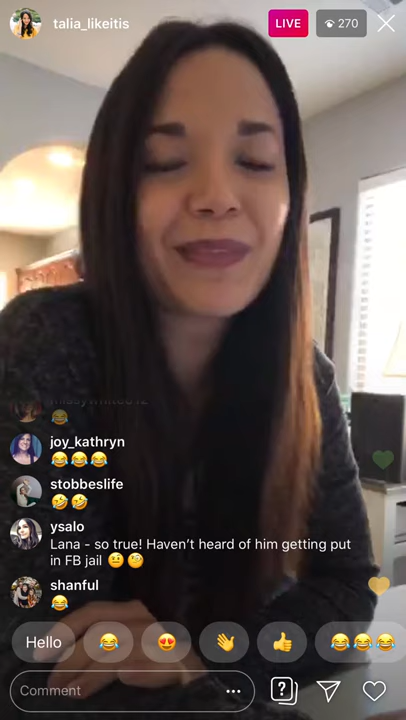 talia_likeitis LIVE 270
joy_kathryn
😂😂😂
stobbeslife
🤣🤣
ysalo
Lana - so true! Haven’t heard of him getting put
in FB jail 🤨🧐
shanful
😂
Hello 😂 😍 👋 👍 😂😂😂
Comment